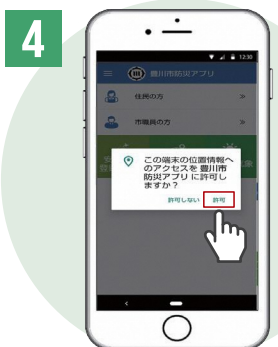 4
12:30
豊川市防災アプリ
住民の方
市職員の方
この端末の位置情報へ
のアクセスを 豊川市
防災アプリ に許可し
ますか？
許可しない 許可